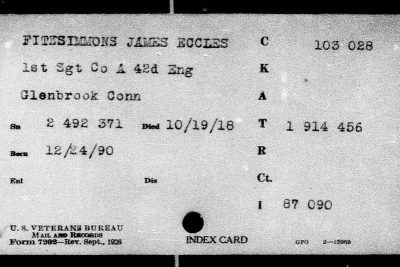 FITZSIMMONS JAMES ECCLES C 103 028
1st Sgt Co A 42d Eng K
Glenbrook Conn A
Sn 2 492 371 Died 10/19/18 T 1 914 456
Born 12/24/90 R
Enl Dis Ct.
I 87 090
U. S. VETERANS BUREAU
MAIL AND RECORDS
Form 7202—Rev. Sept., 1926 INDEX CARD GPO 2—13969